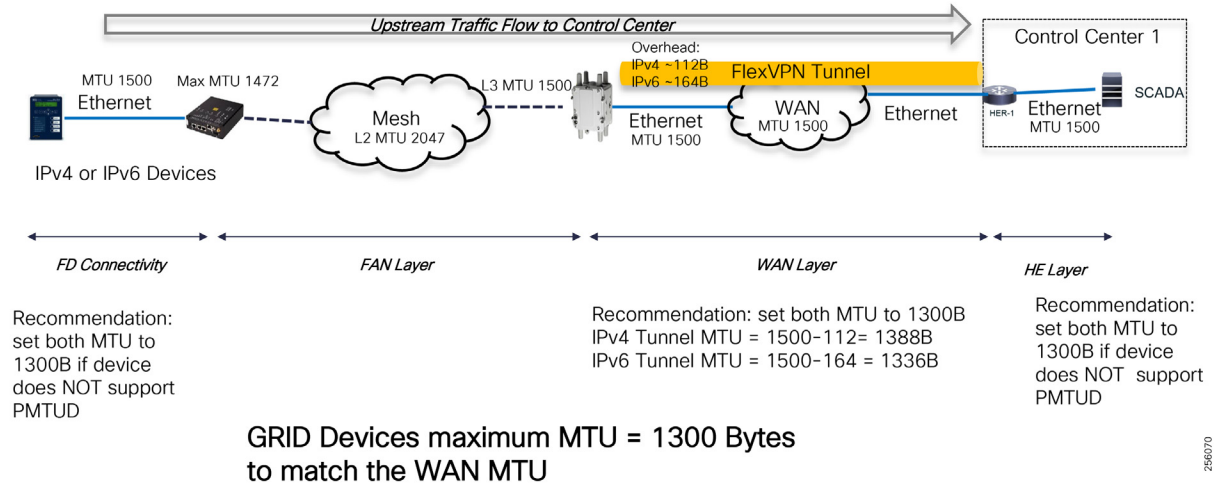 Upstream Traffic Flow to Control Center
Control Center 1
Overhead:
IPv4 ~112B
IPv6 ~164B
FlexVPN Tunnel
MTU 1500
Ethernet
Max MTU 1472
Mesh
L2 MTU 2047
L3 MTU 1500
Ethernet
MTU 1500
WAN
MTU 1500
Ethernet
HER-1
Ethernet
MTU 1500
SCADA
IPv4 or IPv6 Devices
FD Connectivity
FAN Layer
WAN Layer
HE Layer
Recommendation:
set both MTU to
1300B if device
does NOT support
PMTUD
Recommendation: set both MTU to 1300B
IPv4 Tunnel MTU = 1500-112= 1388B
IPv6 Tunnel MTU = 1500-164 = 1336B
Recommendation:
set both MTU to
1300B if device
does NOT support
PMTUD
GRID Devices maximum MTU = 1300 Bytes
to match the WAN MTU
256070